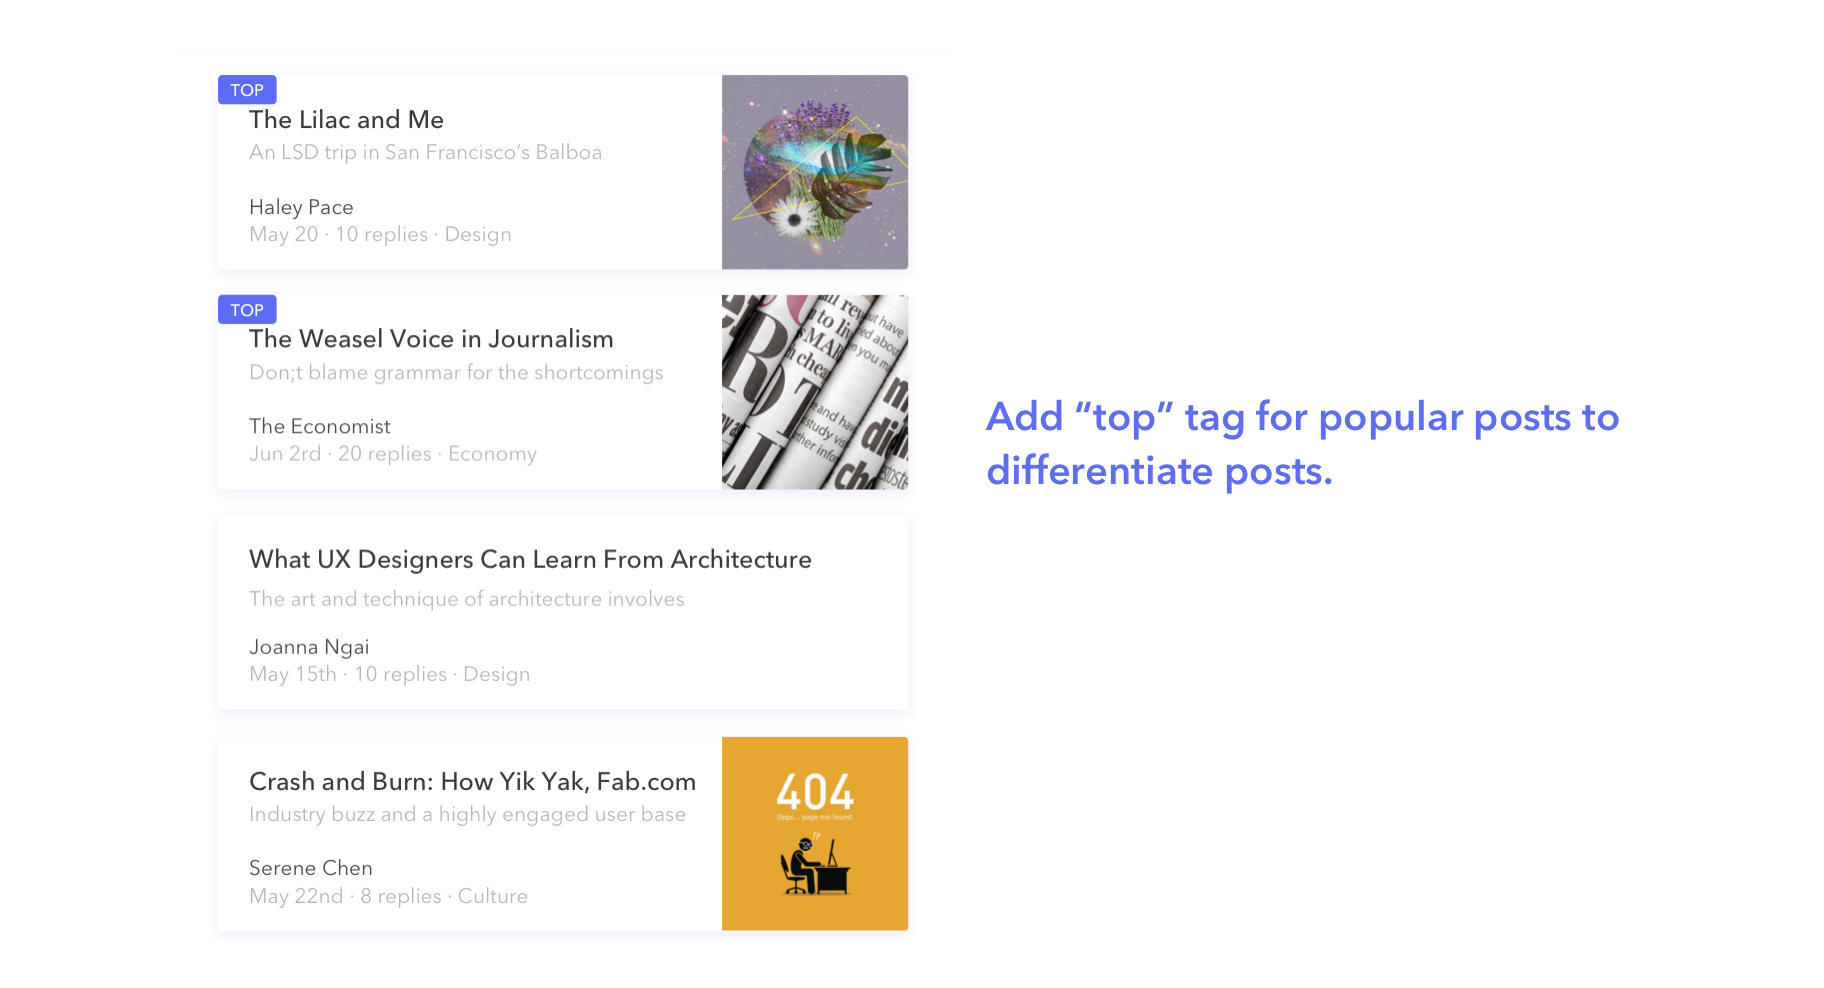 TOP
The Lilac and Me
An LSD trip in San Francisco’s Balboa
Haley Pace
May 20 · 10 replies · Design
TOP
The Weasel Voice in Journalism
Don;t blame grammar for the shortcomings
The Economist
Jun 2rd · 20 replies · Economy
What UX Designers Can Learn From Architecture
The art and technique of architecture involves
Joanna Ngai
May 15th · 10 replies · Design
Crash and Burn: How Yik Yak, Fab.com
Industry buzz and a highly engaged user base
Serene Chen
May 22nd · 8 replies · Culture
404
Opps... page not found.
!?
Add “top” tag for popular posts to
differentiate posts.